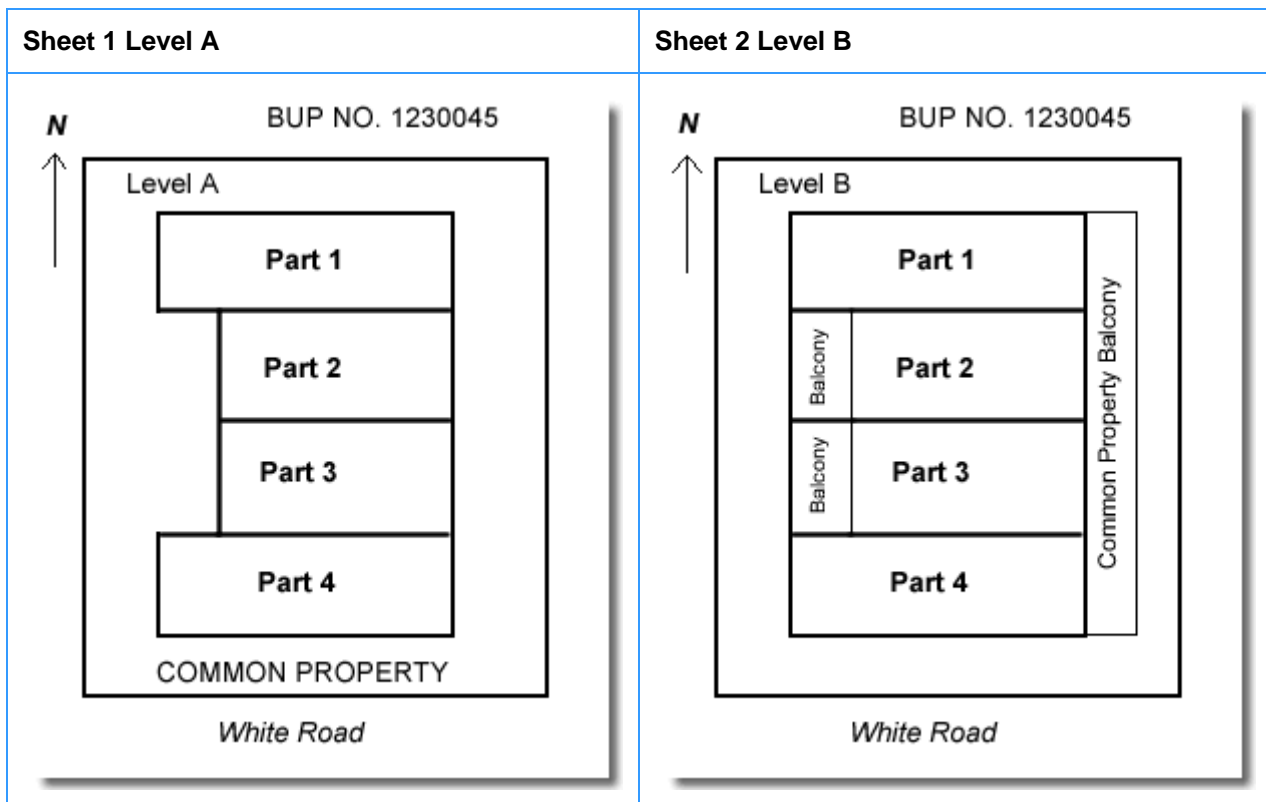 Sheet 1 Level A
N
BUP NO. 1230045
Level A
Part 1
Part 2
Part 3
Part 4
COMMON PROPERTY
White Road
Sheet 2 Level B
N
BUP NO. 1230045
Level B
Part 1
Balcony
Part 2
Balcony
Part 3
Part 4
Common Property Balcony
White Road